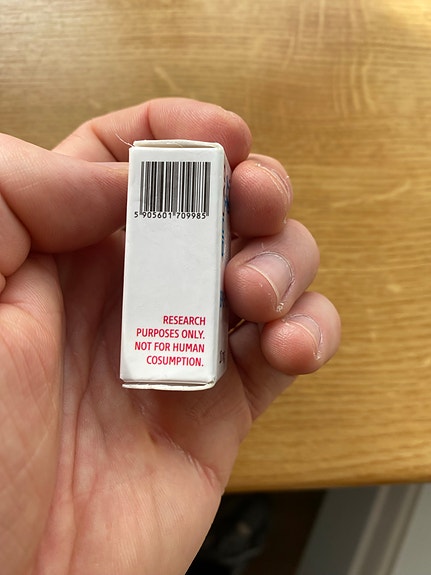 5 905601 709985
RESEARCH
PURPOSES ONLY.
NOT FOR HUMAN
COSUMPTION.